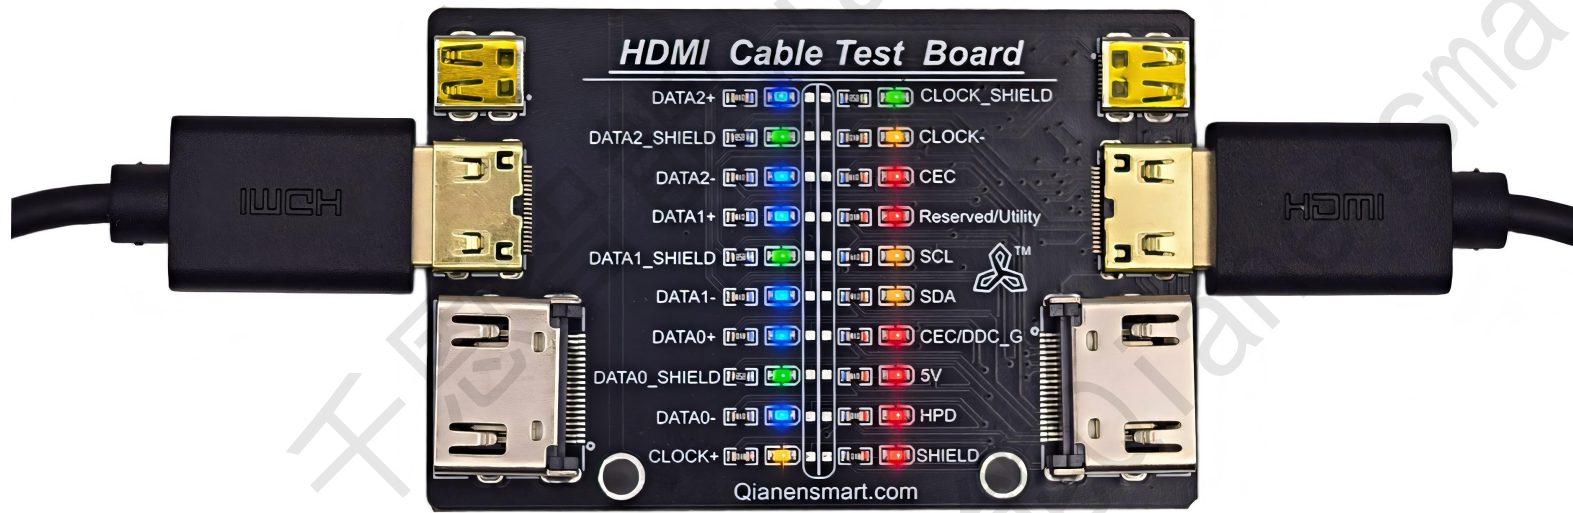 HDMI Cable Test Board
DATA2+ CLOCK_SHIELD
DATA2_SHIELD CLOCK-
DATA2- CEC
DATA1+ Reserved/Utility
DATA1_SHIELD SCL
TM
DATA1- SDA
DATA0+ CEC/DDC_G
DATA0_SHIELD 5V
DATA0- HPD
CLOCK+ SHIELD
Qianensmart.com
HDMI
HDMI